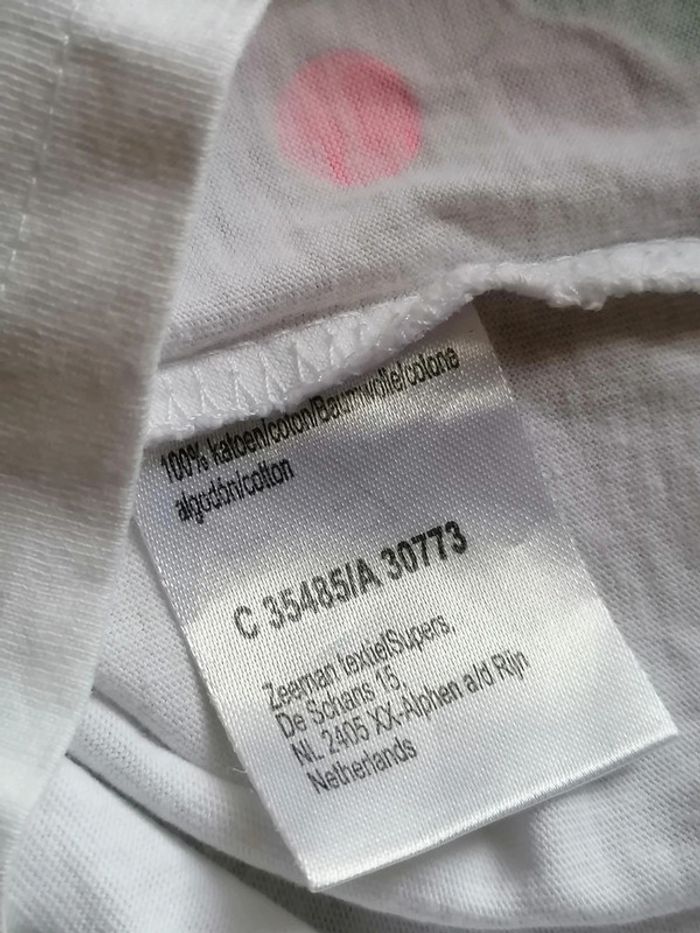 100% katoen/coton/Baumwolle/cotone
algodón/cotton
C 35485/A 30773
Zeeman textielSupers,
De Schans 15,
NL 2405 XX-Alphen a/d Rijn
Netherlands